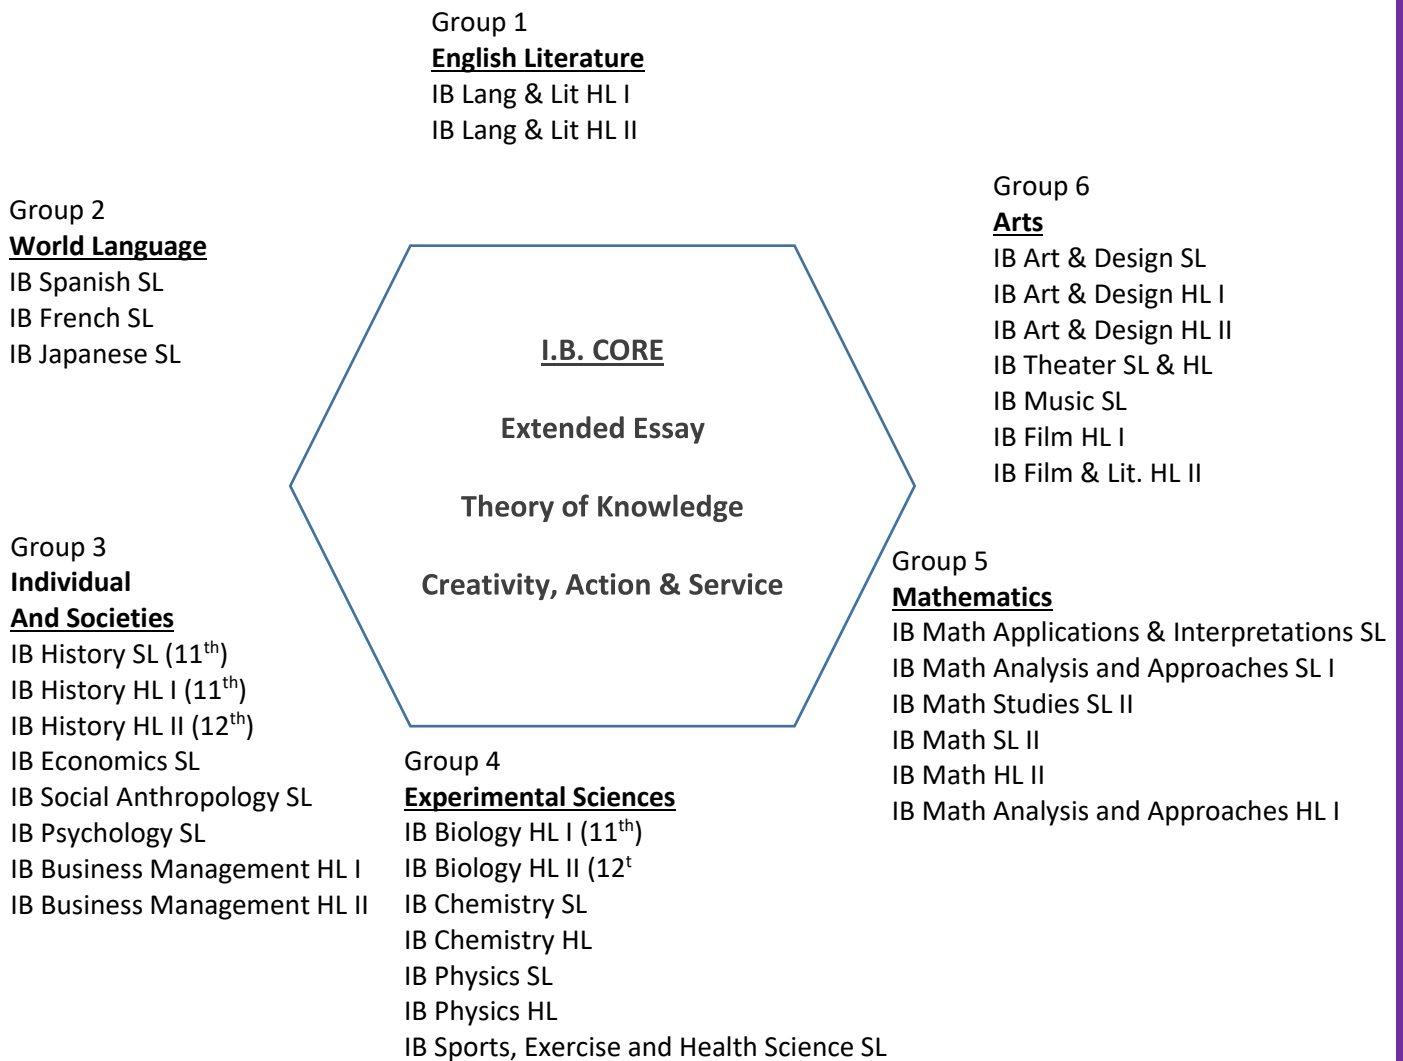 Group 1
English Literature
IB Lang & Lit HL I
IB Lang & Lit HL II
Group 2
World Language
IB Spanish SL
IB French SL
IB Japanese SL
Group 6
Arts
IB Art & Design SL
IB Art & Design HL I
IB Art & Design HL II
IB Theater SL & HL
IB Music SL
IB Film HL I
IB Film & Lit. HL II
I.B. CORE
Extended Essay
Theory of Knowledge
Creativity, Action & Service
Group 3
Individual
And Societies
IB History SL (11th)
IB History HL I (11th)
IB History HL II (12th)
IB Economics SL
IB Social Anthropology SL
IB Psychology SL
IB Business Management HL I
IB Business Management HL II
Group 4
Experimental Sciences
IB Biology HL I (11th)
IB Biology HL II (12t
IB Chemistry SL
IB Chemistry HL
IB Physics SL
IB Physics HL
IB Sports, Exercise and Health Science SL
Group 5
Mathematics
IB Math Applications & Interpretations SL
IB Math Analysis and Approaches SL I
IB Math Studies SL II
IB Math SL II
IB Math HL II
IB Math Analysis and Approaches HL I